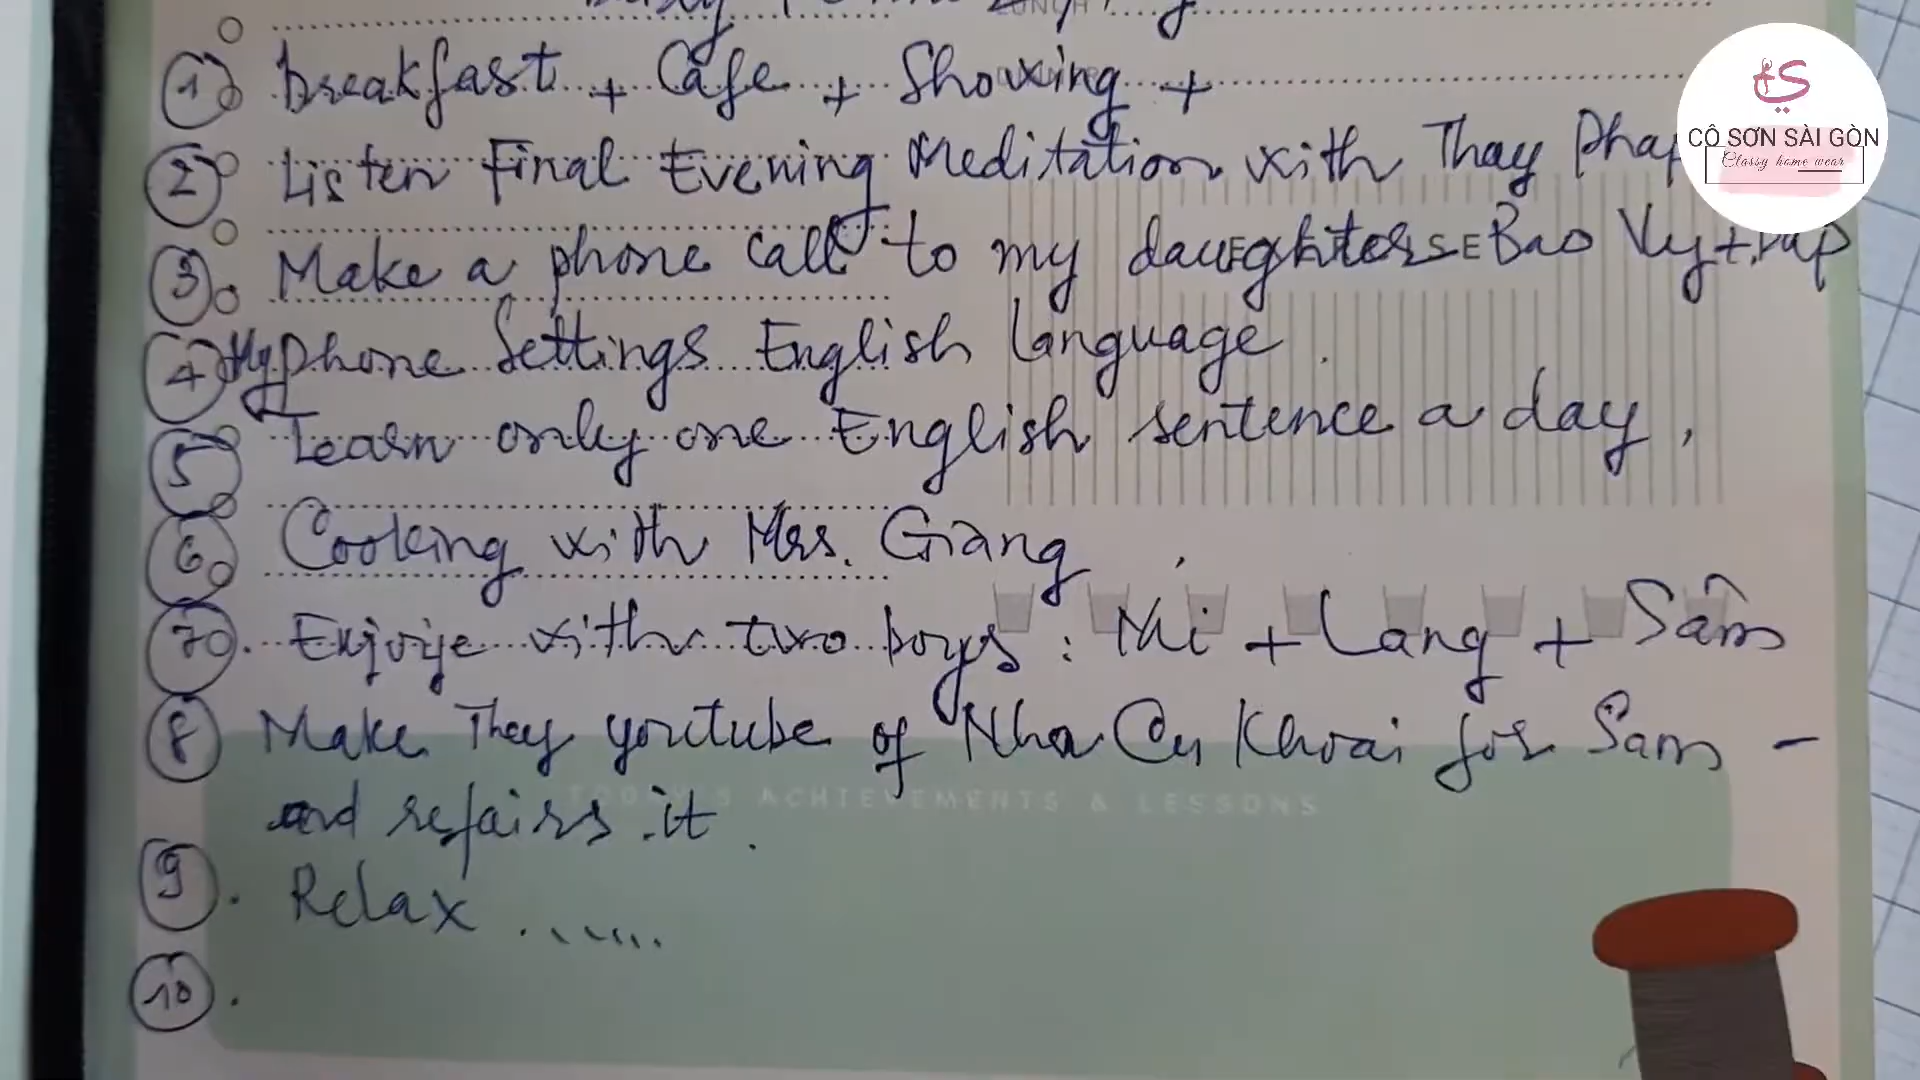 ① breakfast + Cafe + Showing +
② Listen Final Evening Meditation with Thay Phap
③ Make a phone call to my daughters Bao Vy +
④ My phone Settings English language.
⑤ Learn only one English sentence a day,
⑥ Cooking with Mrs. Giang
⑦ Enjoye with two boys: Mi + Lang + Sâm
⑧ Make They youtube of Nha Cu Khoai for Sam -
and refairs it.
TODAY'S ACHIEVEMENTS & LESSONS
⑨. Relax ......
⑩.
CÔ SƠN SÀI GÒN
Classy home wear